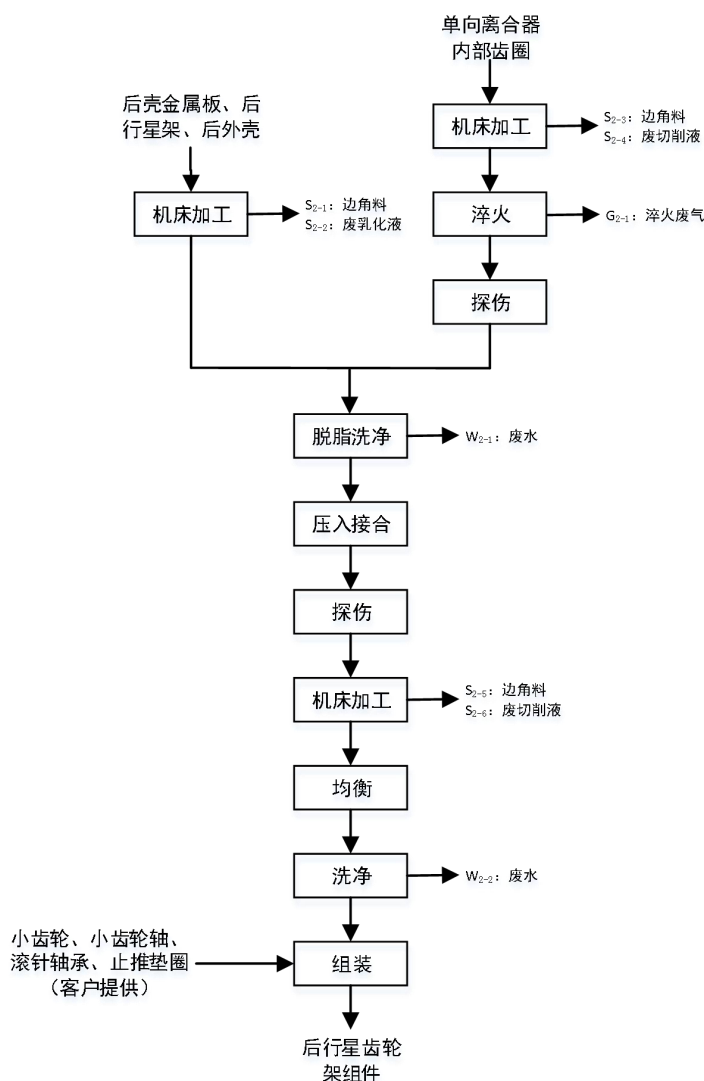 单向离合器
内部齿圈
后壳金属板、后
行星架、后外壳
机床加工
S₂₋₃：边角料
S₂₋₄：废切削液
机床加工
S₂₋₁：边角料
S₂₋₂：废乳化液
淬火
G₂₋₁：淬火废气
探伤
脱脂洗净
W₂₋₁：废水
压入接合
探伤
机床加工
S₂₋₅：边角料
S₂₋₆：废切削液
均衡
洗净
W₂₋₂：废水
小齿轮、小齿轮轴、
滚针轴承、止推垫圈
（客户提供）
组装
后行星齿轮
架组件